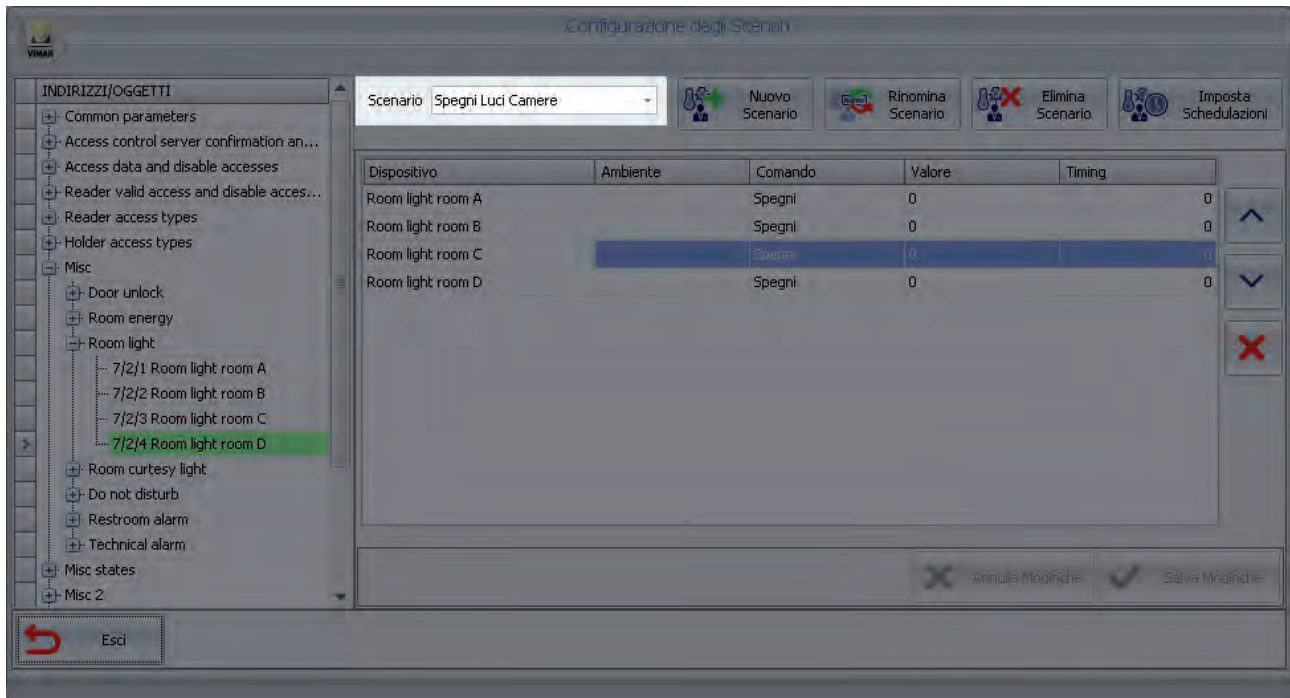 Configurazione degli Scenari
VIMAR
INDIRIZZI/OGGETTI
Common parameters
Access control server confirmation an...
Access data and disable accesses
Reader valid access and disable acces...
Reader access types
Holder access types
Misc
Door unlock
Room energy
Room light
7/2/1 Room light room A
7/2/2 Room light room B
7/2/3 Room light room C
7/2/4 Room light room D
Room curtesy light
Do not disturb
Restroom alarm
Technical alarm
Misc states
Misc 2
Scenario Spegni Luci Camere
Nuovo Scenario
Rinomina Scenario
Elimina Scenario
Imposta Schedulazioni
Dispositivo Ambiente Comando Valore Timing
Room light room A Spegni 0 0
Room light room B Spegni 0 0
Room light room C Spegni 0 0
Room light room D Spegni 0 0
Annulla Modifiche
Salva Modifiche
Esci